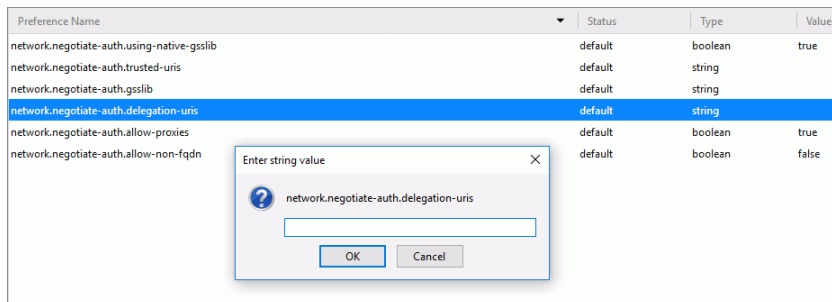 Preference Name Status Type Value
network.negotiate-auth.using-native-gsslib default boolean true
network.negotiate-auth.trusted-uris default string
network.negotiate-auth.gsslib default string
network.negotiate-auth.delegation-uris default string
network.negotiate-auth.allow-proxies default boolean true
network.negotiate-auth.allow-non-fqdn default boolean false
Enter string value
network.negotiate-auth.delegation-uris
OK Cancel